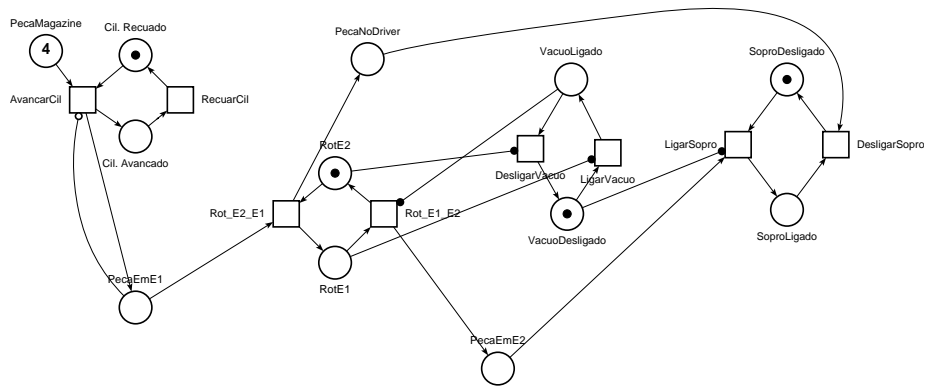 PecaMagazine
4
Cil. Recuado
AvancarCil
RecuarCil
Cil. Avancado
PecaEmE1
PecaNoDriver
RotE2
Rot_E2_E1
Rot_E1_E2
RotE1
PecaEmE2
VacuoLigado
DesligarVacuo
LigarVacuo
VacuoDesligado
SoproDesligado
LigarSopro
DesligarSopro
SoproLigado